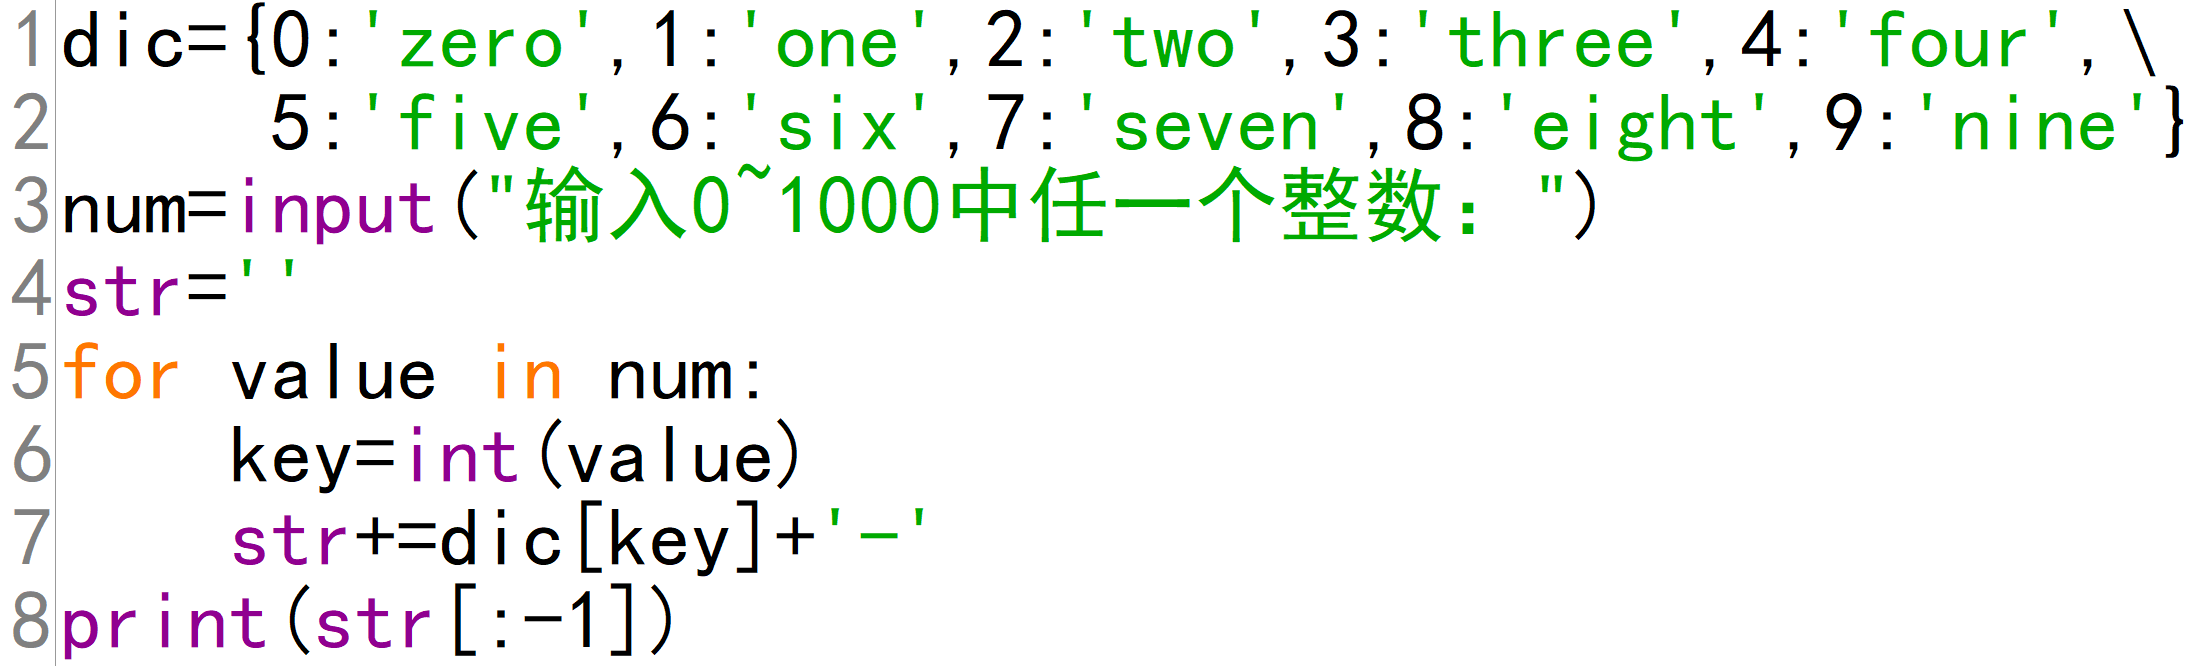 1 dic={0:'zero',1:'one',2:'two',3:'three',4:'four',\
2     5:'five',6:'six',7:'seven',8:'eight',9:'nine'}
3 num=input("输入0~1000中任一个整数：")
4 str=''
5 for value in num:
6     key=int(value)
7     str+=dic[key]+'-'
8 print(str[:-1])